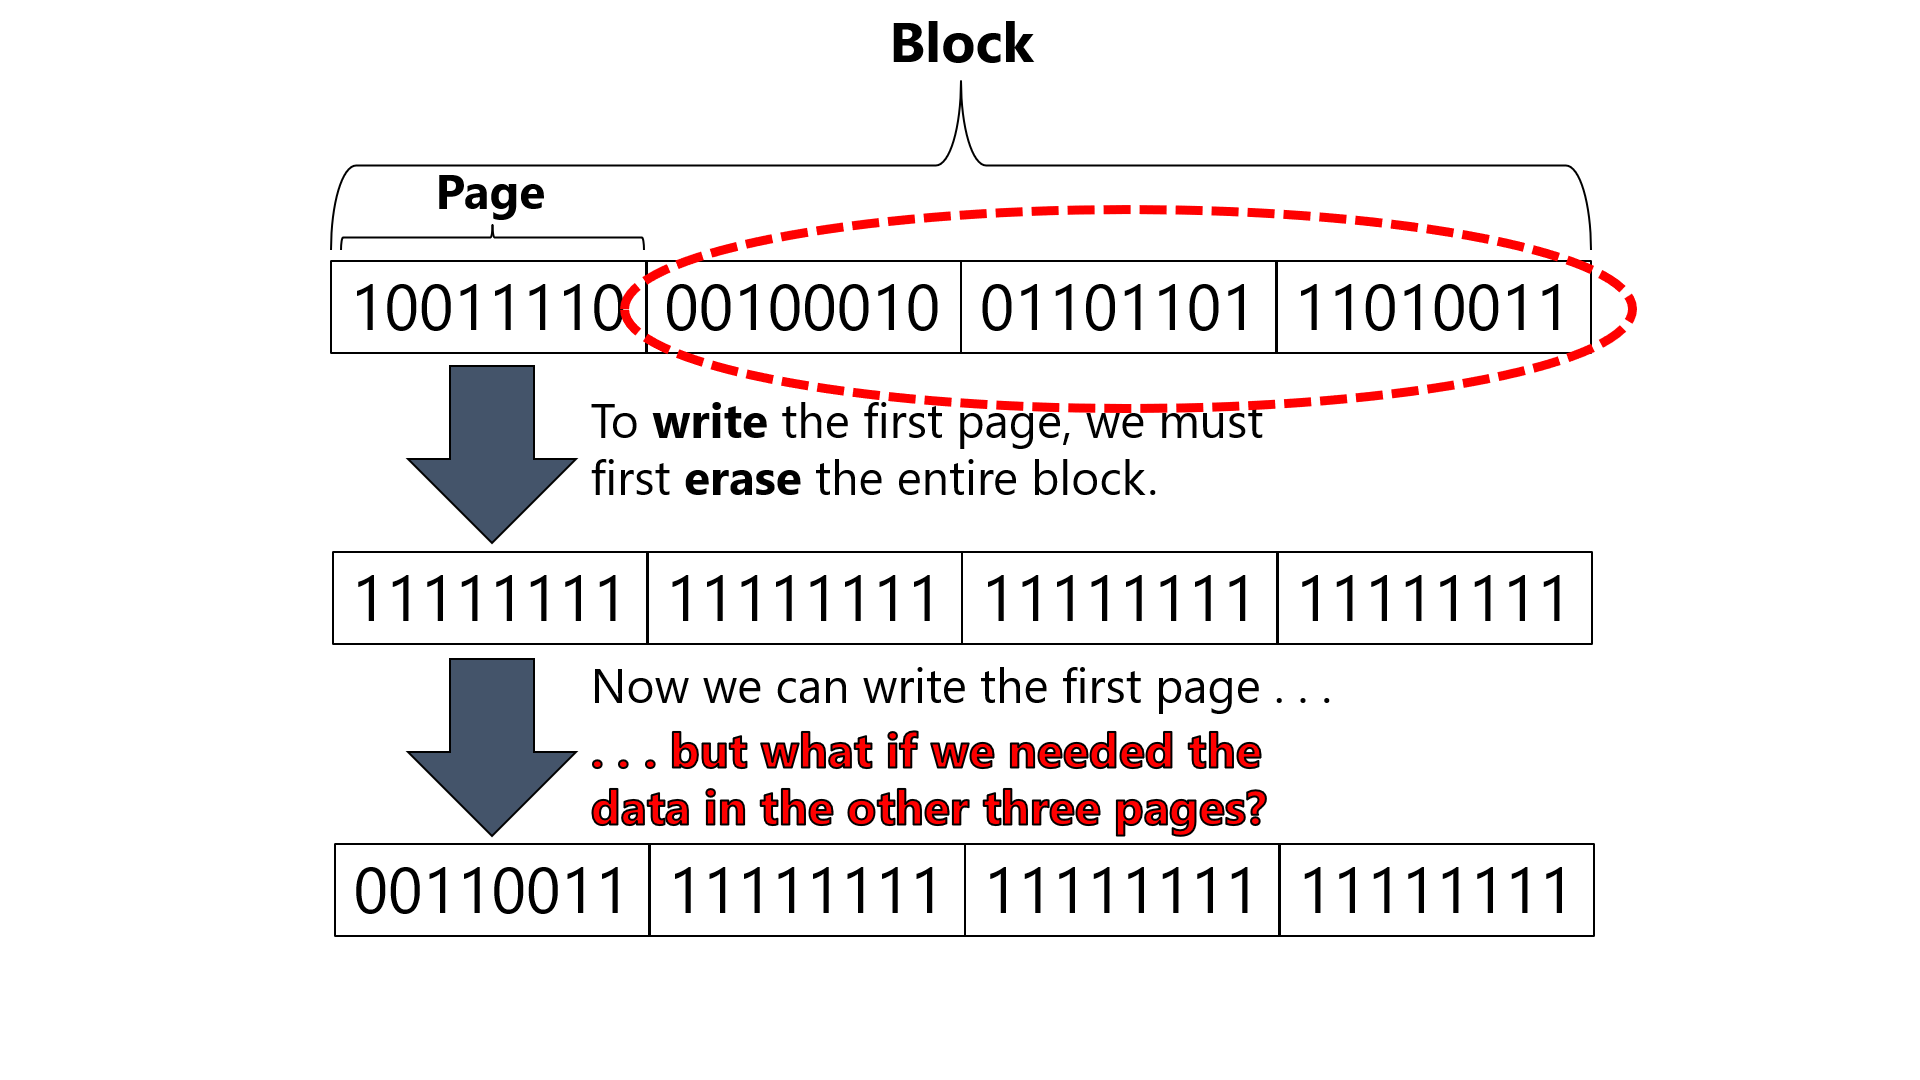 Block
Page
10011110 00100010 01101101 11010011
To write the first page, we must
first erase the entire block.
11111111 11111111 11111111 11111111
Now we can write the first page . . .
. . . but what if we needed the
data in the other three pages?
00110011 11111111 11111111 11111111